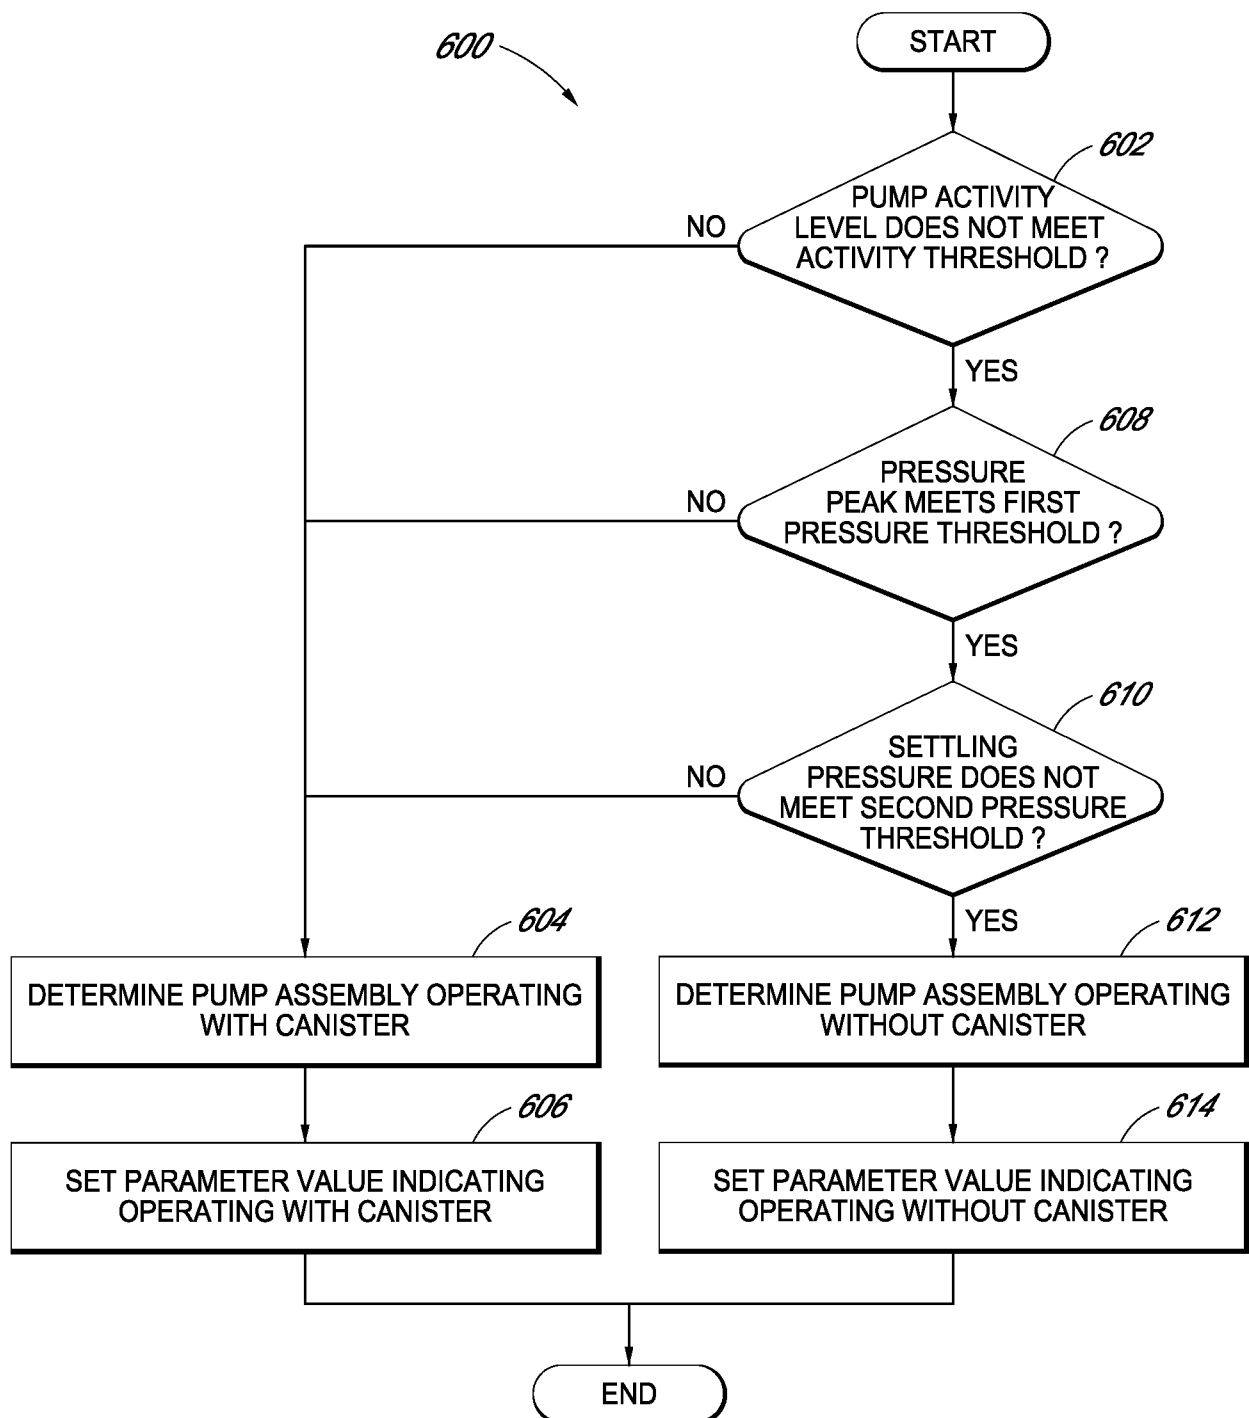 600
START
602
PUMP ACTIVITY
LEVEL DOES NOT MEET
ACTIVITY THRESHOLD ?
NO
YES
608
PRESSURE
PEAK MEETS FIRST
PRESSURE THRESHOLD ?
NO
YES
610
SETTLING
PRESSURE DOES NOT
MEET SECOND PRESSURE
THRESHOLD ?
NO
YES
604
DETERMINE PUMP ASSEMBLY OPERATING
WITH CANISTER
612
DETERMINE PUMP ASSEMBLY OPERATING
WITHOUT CANISTER
606
SET PARAMETER VALUE INDICATING
OPERATING WITH CANISTER
614
SET PARAMETER VALUE INDICATING
OPERATING WITHOUT CANISTER
END